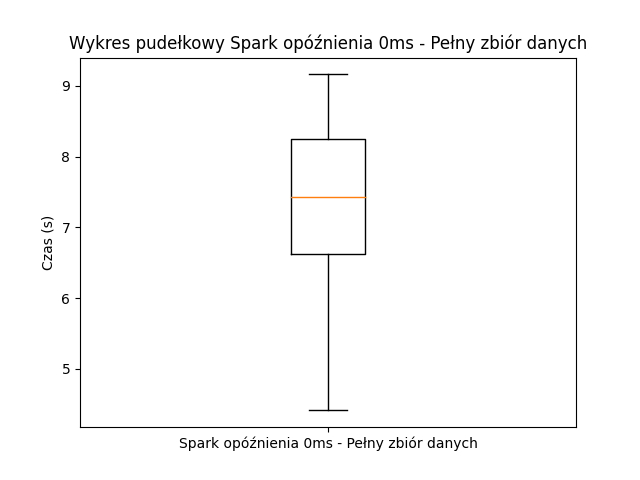 Wykres pudełkowy Spark opóźnienia 0ms - Pełny zbiór danych
9
8
7
6
5
Czas (s)
Spark opóźnienia 0ms - Pełny zbiór danych